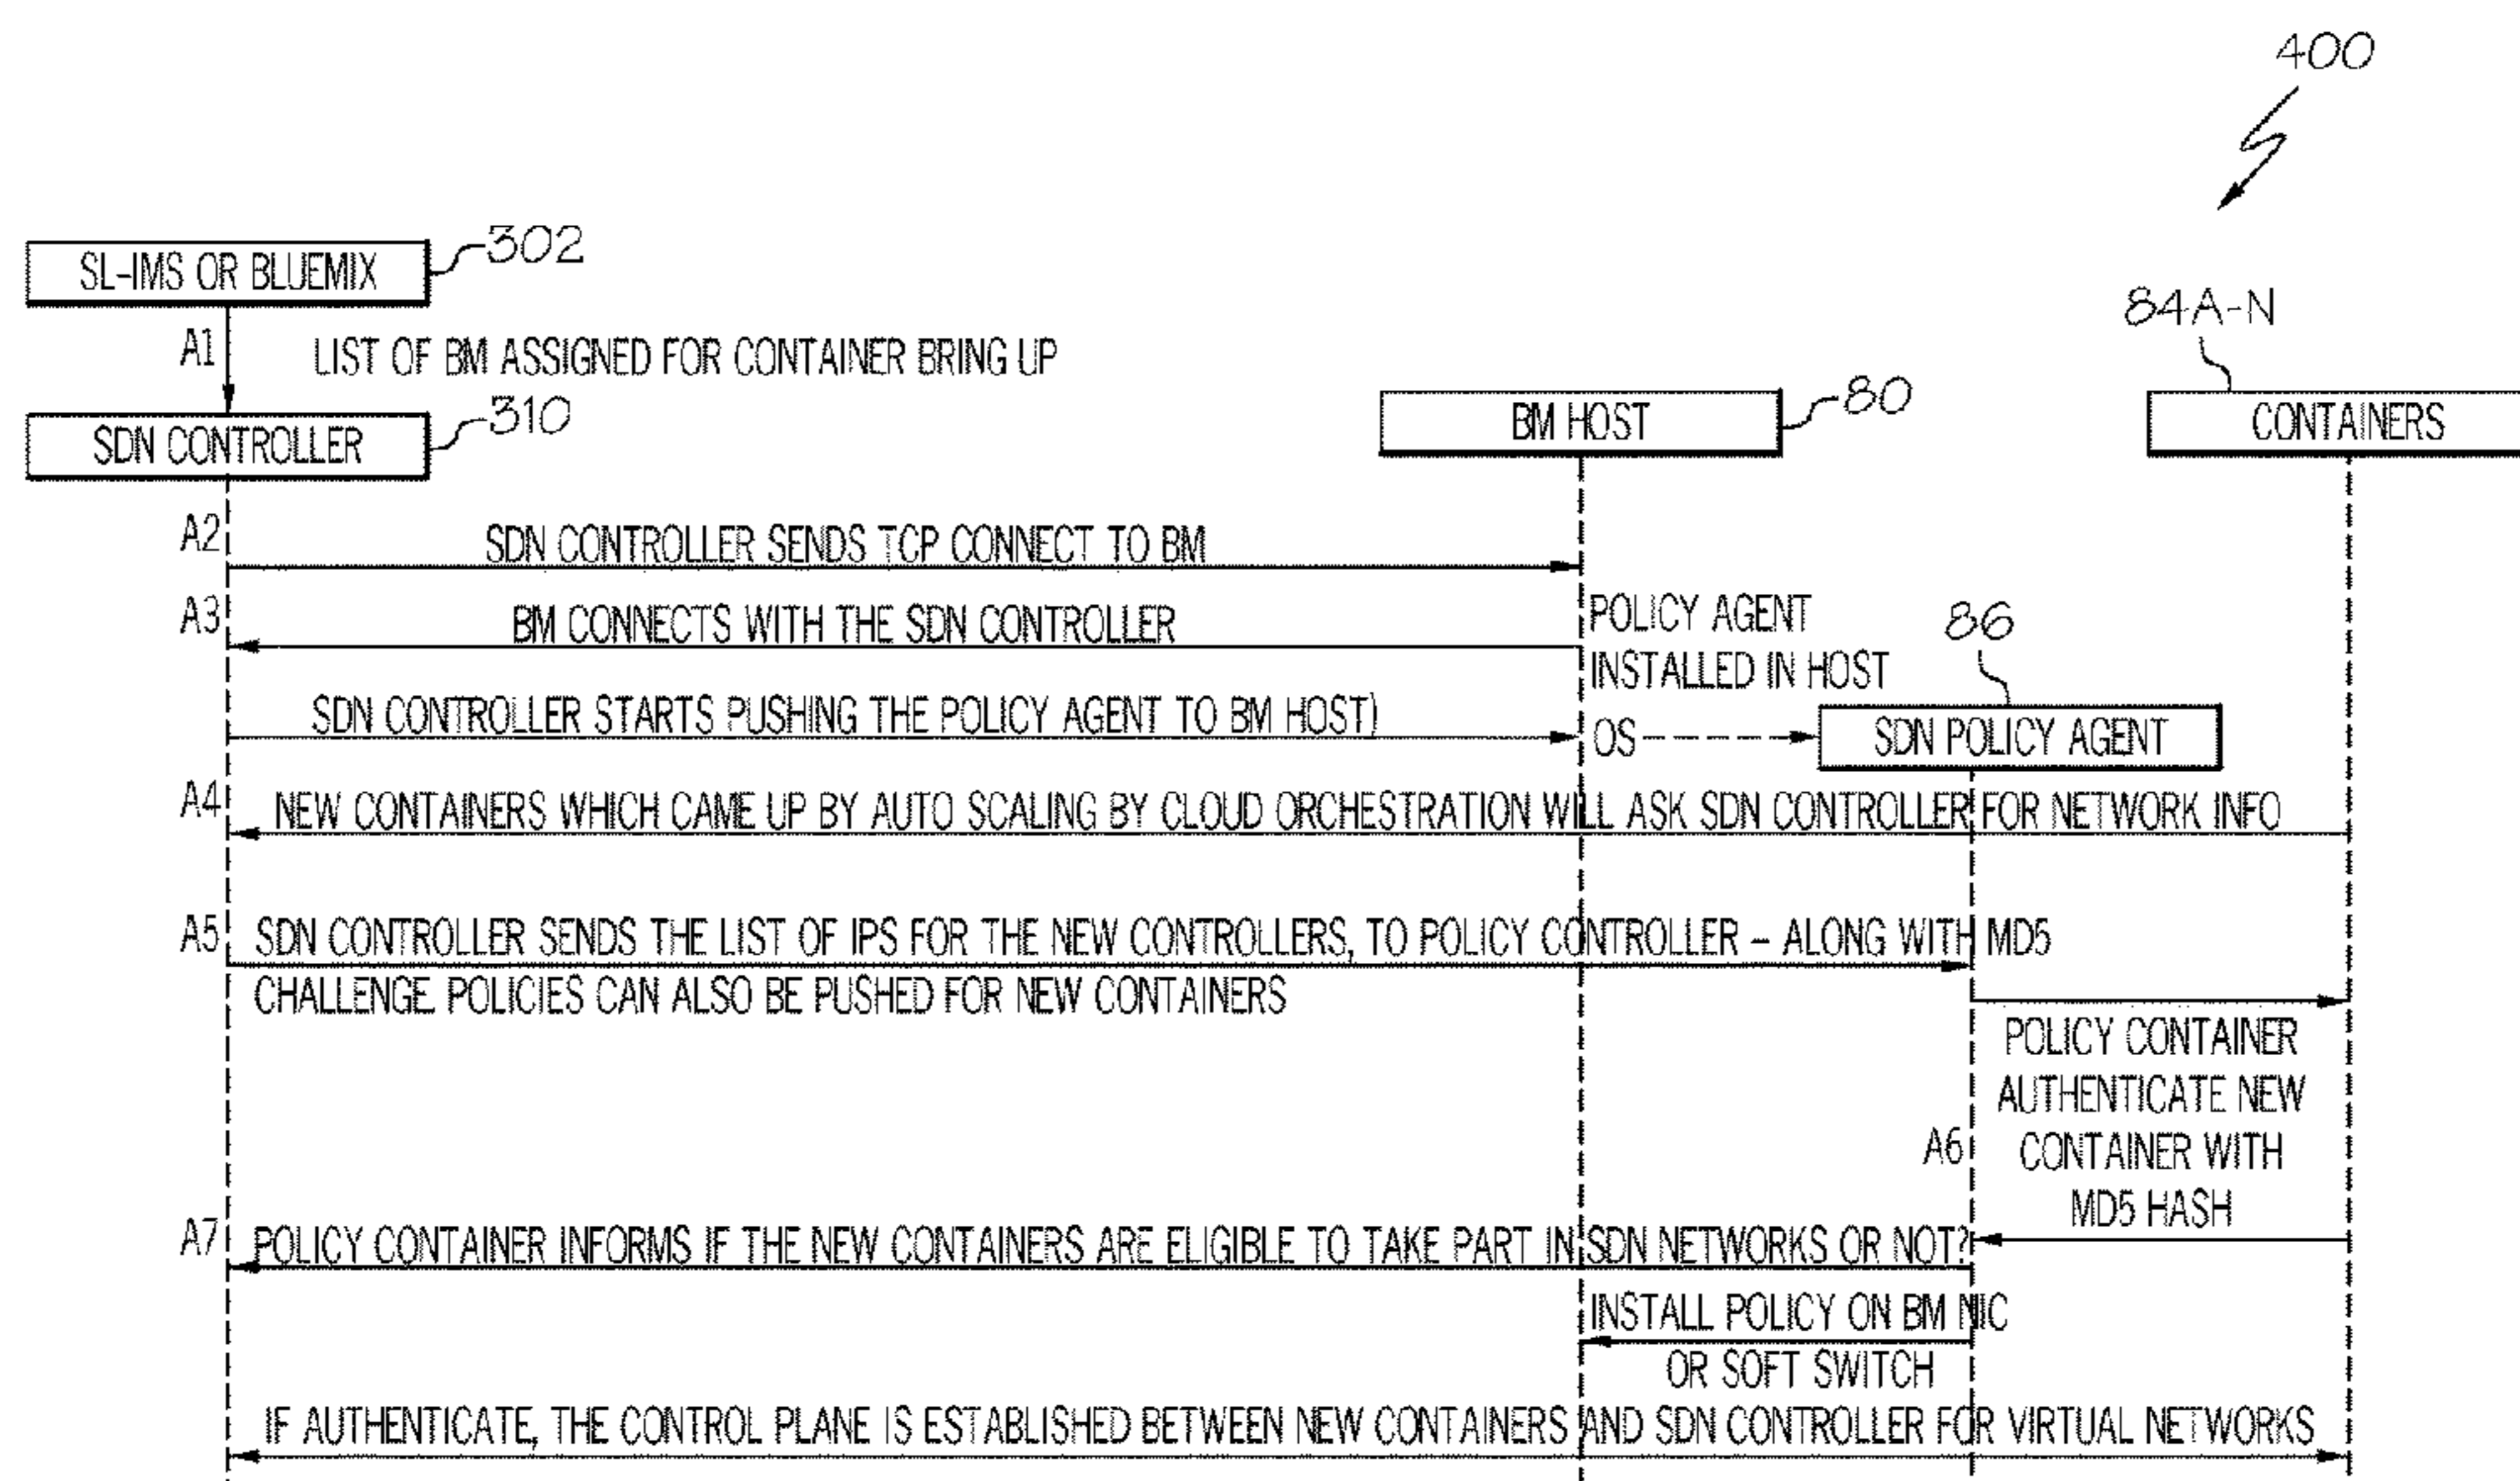 400
SL-IMS OR BLUEMIX
302
A1
LIST OF BM ASSIGNED FOR CONTAINER BRING UP
84A-N
SDN CONTROLLER
310
BM HOST
80
CONTAINERS
A2
SDN CONTROLLER SENDS TCP CONNECT TO BM
A3
BM CONNECTS WITH THE SDN CONTROLLER
POLICY AGENT
INSTALLED IN HOST
OS
86
SDN CONTROLLER STARTS PUSHING THE POLICY AGENT TO BM HOST)
SDN POLICY AGENT
A4
NEW CONTAINERS WHICH CAME UP BY AUTO SCALING BY CLOUD ORCHESTRATION WILL ASK SDN CONTROLLER FOR NETWORK INFO
A5
SDN CONTROLLER SENDS THE LIST OF IPS FOR THE NEW CONTROLLERS, TO POLICY CONTROLLER – ALONG WITH MD5
CHALLENGE. POLICIES CAN ALSO BE PUSHED FOR NEW CONTAINERS
POLICY CONTAINER
AUTHENTICATE NEW
CONTAINER WITH
MD5 HASH
A6
A7
POLICY CONTAINER INFORMS IF THE NEW CONTAINERS ARE ELIGIBLE TO TAKE PART IN SDN NETWORKS OR NOT?
INSTALL POLICY ON BM NIC
OR SOFT SWITCH
IF AUTHENTICATE, THE CONTROL PLANE IS ESTABLISHED BETWEEN NEW CONTAINERS AND SDN CONTROLLER FOR VIRTUAL NETWORKS